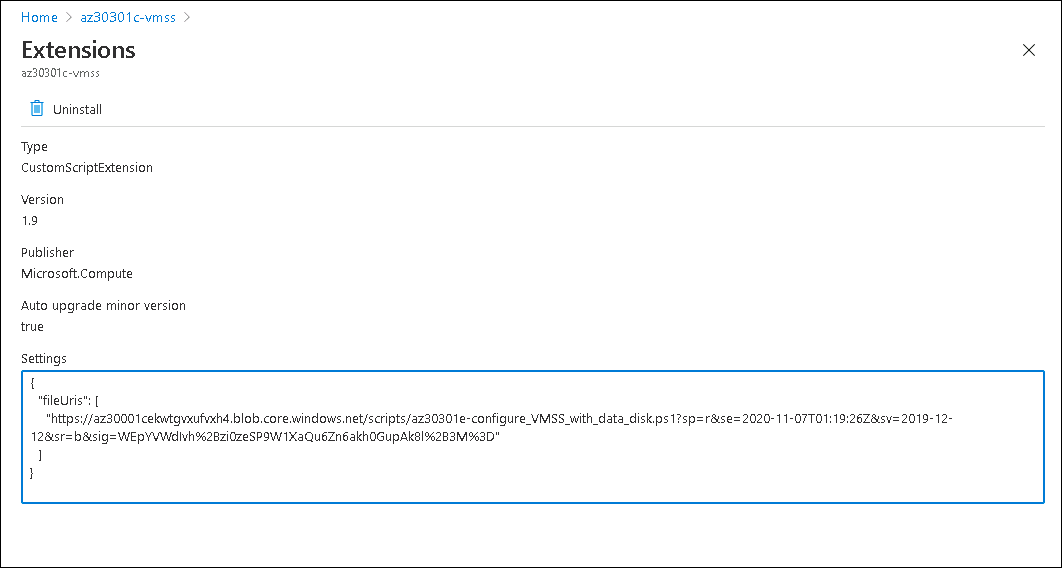 Home > az30301c-vmss >
Extensions
az30301c-vmss
Uninstall
Type
CustomScriptExtension
Version
1.9
Publisher
Microsoft.Compute
Auto upgrade minor version
true
Settings
{
"fileUris": [
"https://az30001cekwtgvxufvxh4.blob.core.windows.net/scripts/az30301e-configure_VMSS_with_data_disk.ps1?sp=r&se=2020-11-07T01:19:26Z&sv=2019-12-
12&sr=b&sig=WEpYVWdIvh%2Bzi0zeSP9W1XaQu6Zn6akh0GupAk8l%2B3M%3D"
]
}